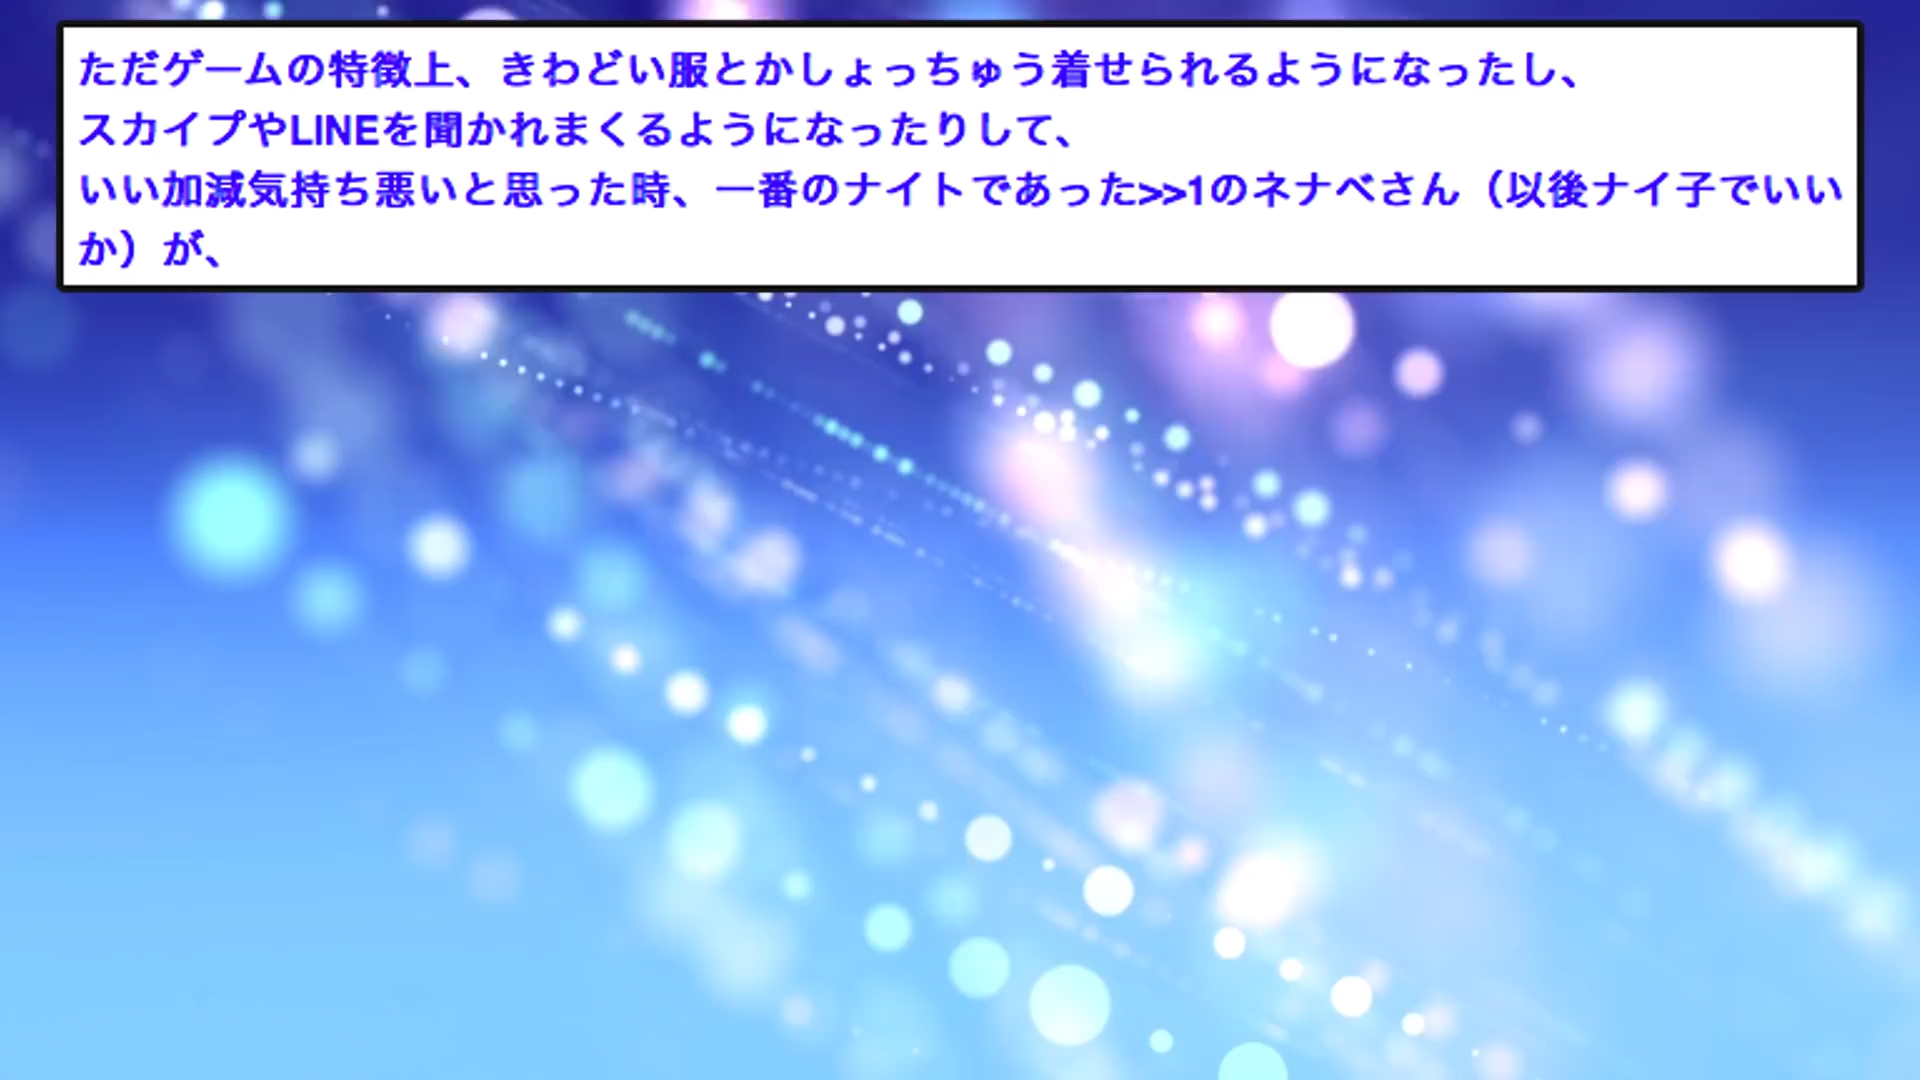 ただゲームの特徴上、きわどい服とかしょっちゅう着せられるようになったし、
スカイプやLINEを聞かれまくるようになったりして、
いい加減気持ち悪いと思った時、一番のナイトであった>>1のネナベさん（以後ナイ子でいい
か）が、